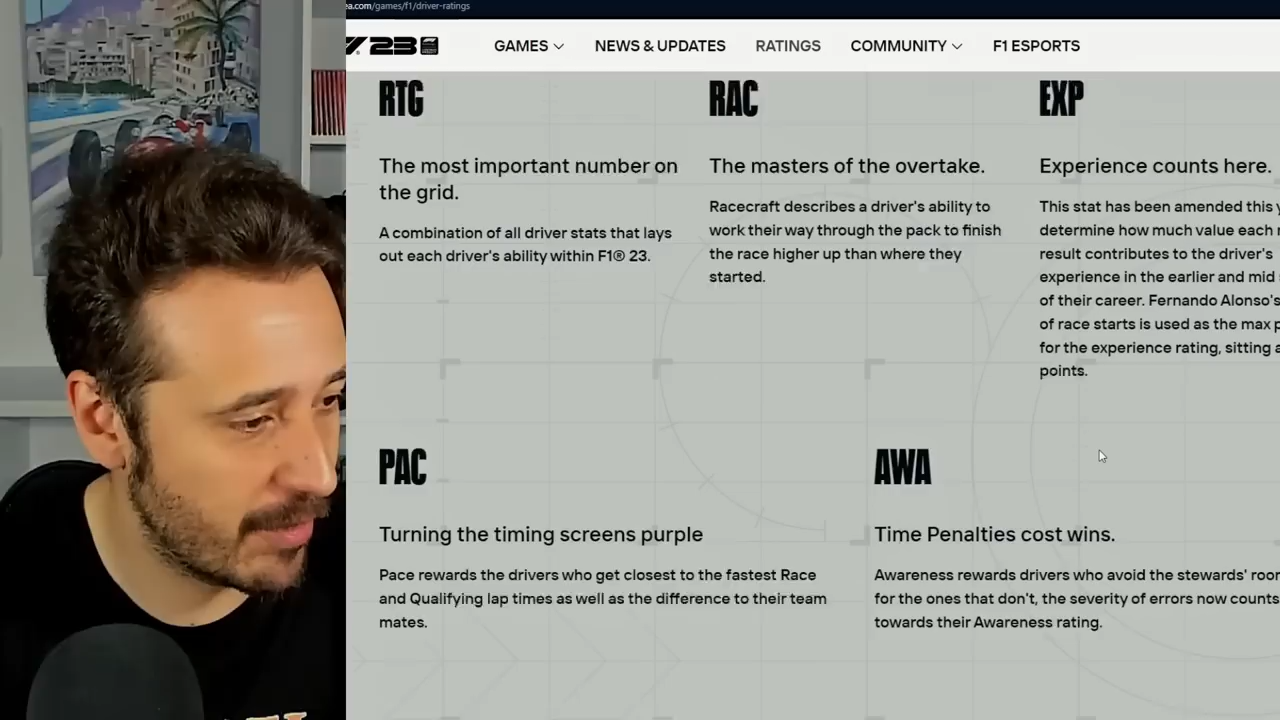 ea.com/games/f1/driver-ratings
23
GAMES
NEWS & UPDATES
RATINGS
COMMUNITY
F1 ESPORTS
RTG
The most important number on
the grid.
A combination of all driver stats that lays
out each driver's ability within F1® 23.
RAC
The masters of the overtake.
Racecraft describes a driver's ability to
work their way through the pack to finish
the race higher up than where they
started.
EXP
Experience counts here.
This stat has been amended this
determine how much value each
result contributes to the driver's
experience in the earlier and mid
of their career. Fernando Alonso's
of race starts is used as the max
for the experience rating, sitting
points.
PAC
Turning the timing screens purple
Pace rewards the drivers who get closest to the fastest Race
and Qualifying lap times as well as the difference to their team
mates.
AWA
Time Penalties cost wins.
Awareness rewards drivers who avoid the stewards'
for the ones that don't, the severity of errors now counts
towards their Awareness rating.